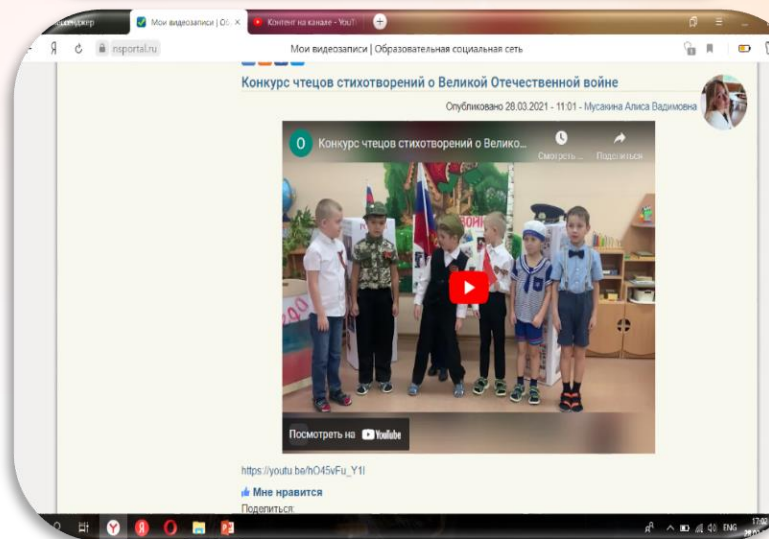 Мои видеозаписи | Об
Контент на канале - YouT
nsportal.ru
Мои видеозаписи | Образовательная социальная сеть
Конкурс чтецов стихотворений о Великой Отечественной войне
Опубликовано 28.03.2021 - 11:01 - Мусакина Алиса Вадимовна
О Конкурс чтецов стихотворений о Велико...
Смотреть ...
Поделиться
Посмотреть на YouTube
https://youtu.be/hO45vFu_Y1I
Мне нравится
Поделиться:
ENG
17:02